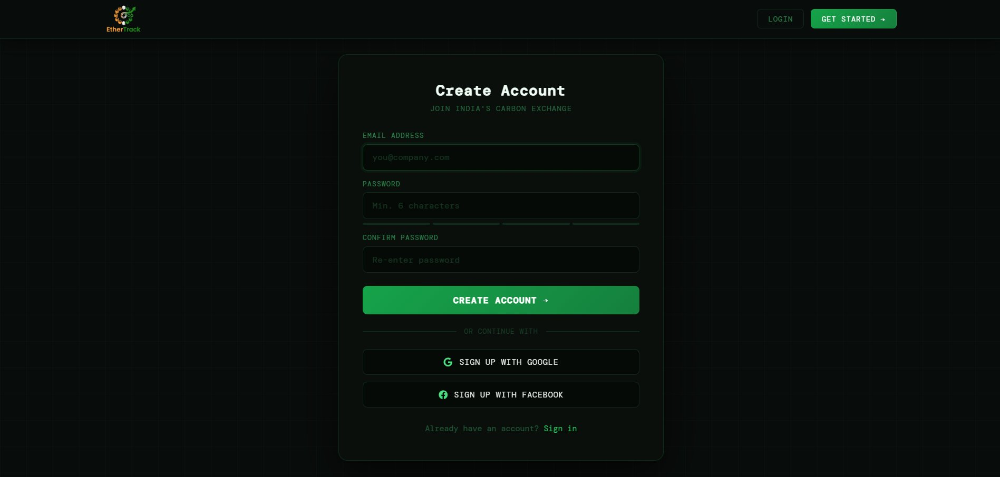 EtherTrack
LOGIN
GET STARTED →
Create Account
JOIN INDIA'S CARBON EXCHANGE
EMAIL ADDRESS
you@company.com
PASSWORD
Min. 6 characters
CONFIRM PASSWORD
Re-enter password
CREATE ACCOUNT →
OR CONTINUE WITH
SIGN UP WITH GOOGLE
SIGN UP WITH FACEBOOK
Already have an account? Sign in